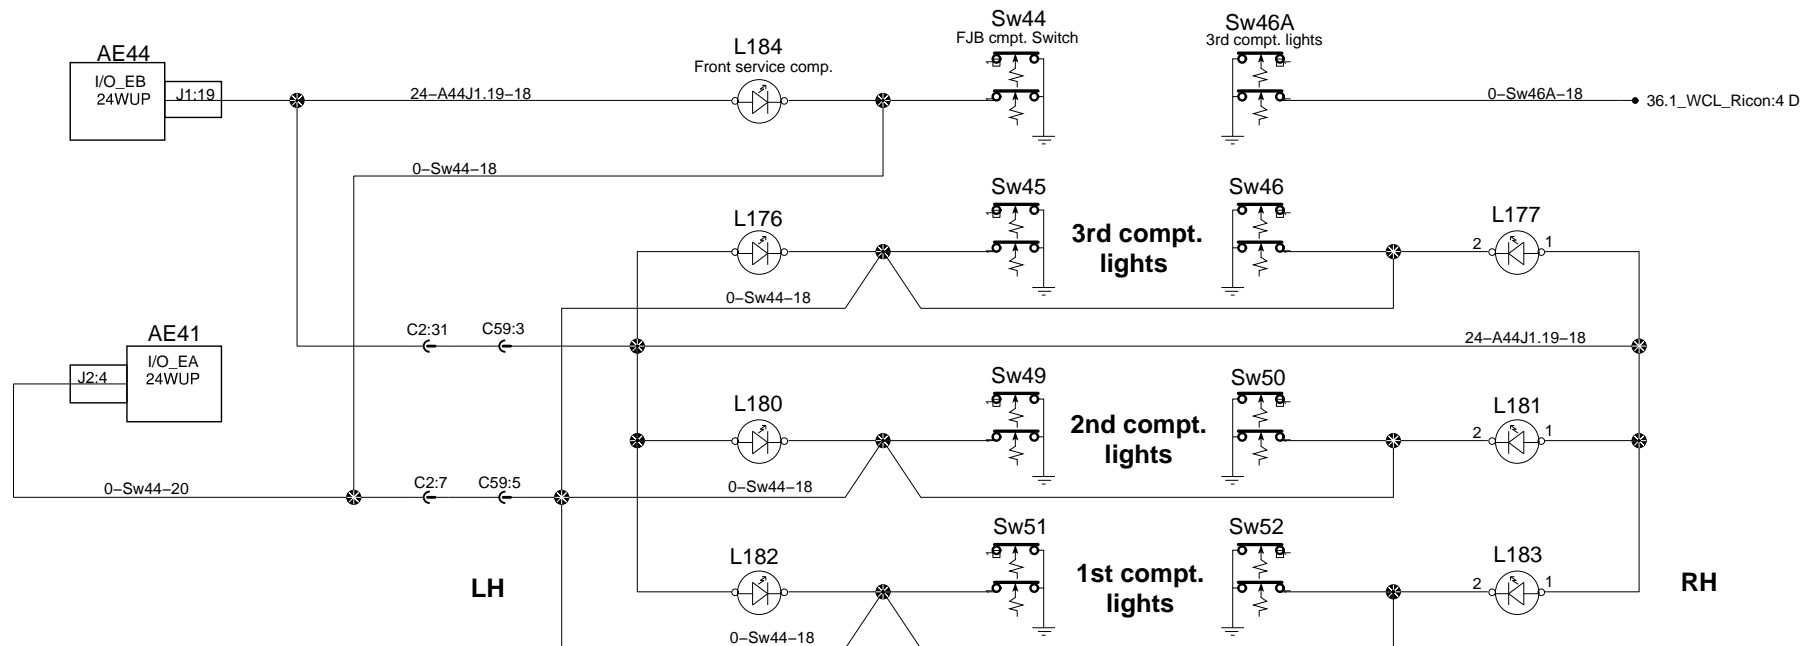 Sw44
FJB cmpt. Switch
Sw46A
3rd compt. lights
AE44
I/O_EB
24WUP
J1:19
24–A44J1.19–18
L184
Front service comp.
0–Sw46A–18
36.1_WCL_Ricon:4 D
0–Sw44–18
Sw45
Sw46
L176
3rd compt.
lights
L177
2
1
0–Sw44–18
AE41
I/O_EA
24WUP
J2:4
C2:31
C59:3
24–A44J1.19–18
Sw49
Sw50
L180
2nd compt.
lights
L181
2
1
0–Sw44–20
C2:7
C59:5
0–Sw44–18
Sw51
Sw52
L182
1st compt.
lights
L183
2
1
LH
RH
0–Sw44–18